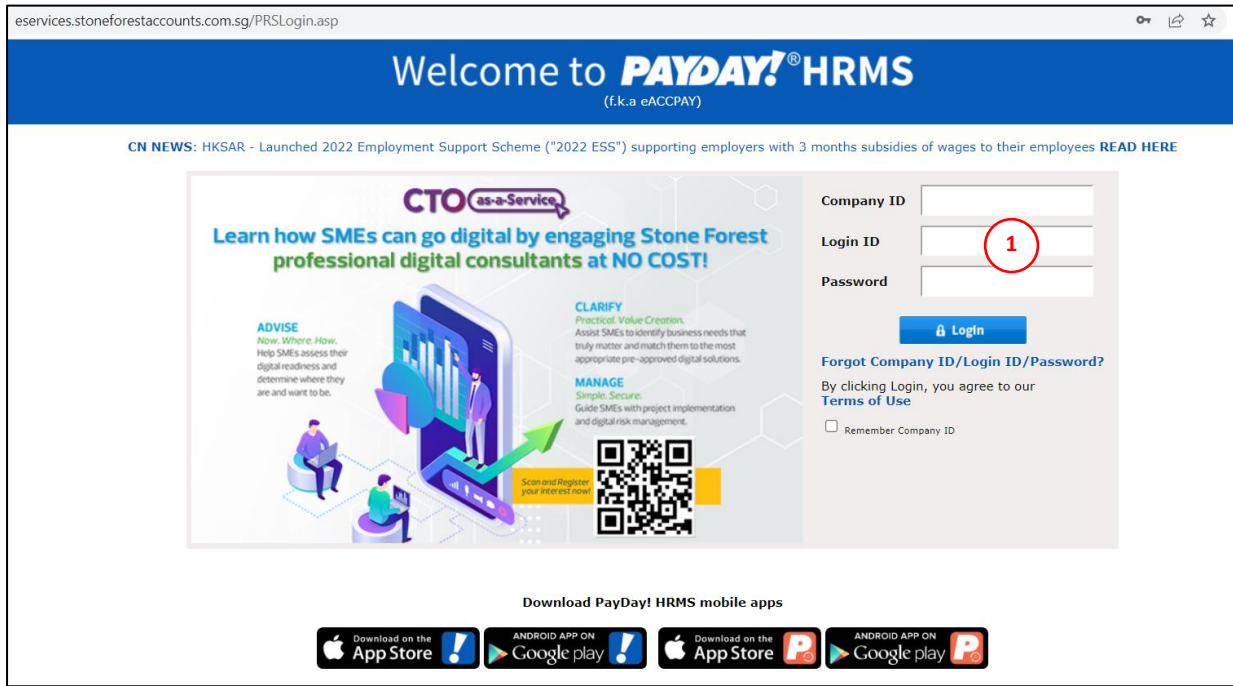 eservices.stoneforestaccounts.com.sg/PRSLogin.asp
Welcome to PAYDAY!® HRMS
(f.k.a eACCPAY)
CN NEWS: HKSAR - Launched 2022 Employment Support Scheme ("2022 ESS") supporting employers with 3 months subsidies of wages to their employees READ HERE
CTO as-a-Service
Learn how SMEs can go digital by engaging Stone Forest
professional digital consultants at NO COST!
ADVISE
Now. Where. How.
Help SMEs assess their
digital readiness and
determine where they
are and want to be.
CLARIFY
Practical. Value Creation.
Assist SMEs to identify business needs that
truly matter and match them to the most
appropriate pre-approved digital solutions.
MANAGE
Simple. Secure.
Guide SMEs with project implementation
and digital risk management.
Scan and Register
your interest now!
Company ID
Login ID
1
Password
Login
Forgot Company ID/Login ID/Password?
By clicking Login, you agree to our
Terms of Use
Remember Company ID
Download PayDay! HRMS mobile apps
Download on the
App Store
ANDROID APP ON
Google play
Download on the
App Store
ANDROID APP ON
Google play